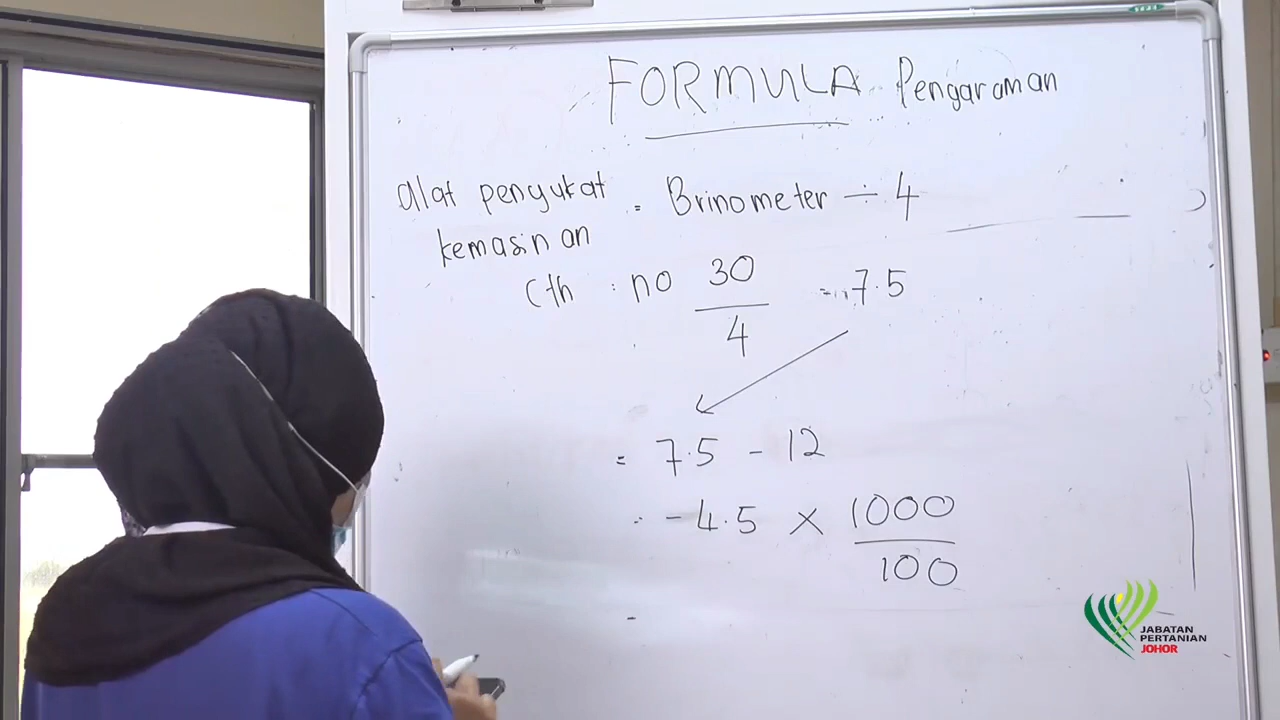 FORMULA Pengaraman
alat pengukat = Brinometer ÷ 4
kemasinan
Cth : no 30/4 = 7.5
= 7.5 - 12
= -4.5 × 1000/100
-
JABATAN
PERTANIAN
JOHOR